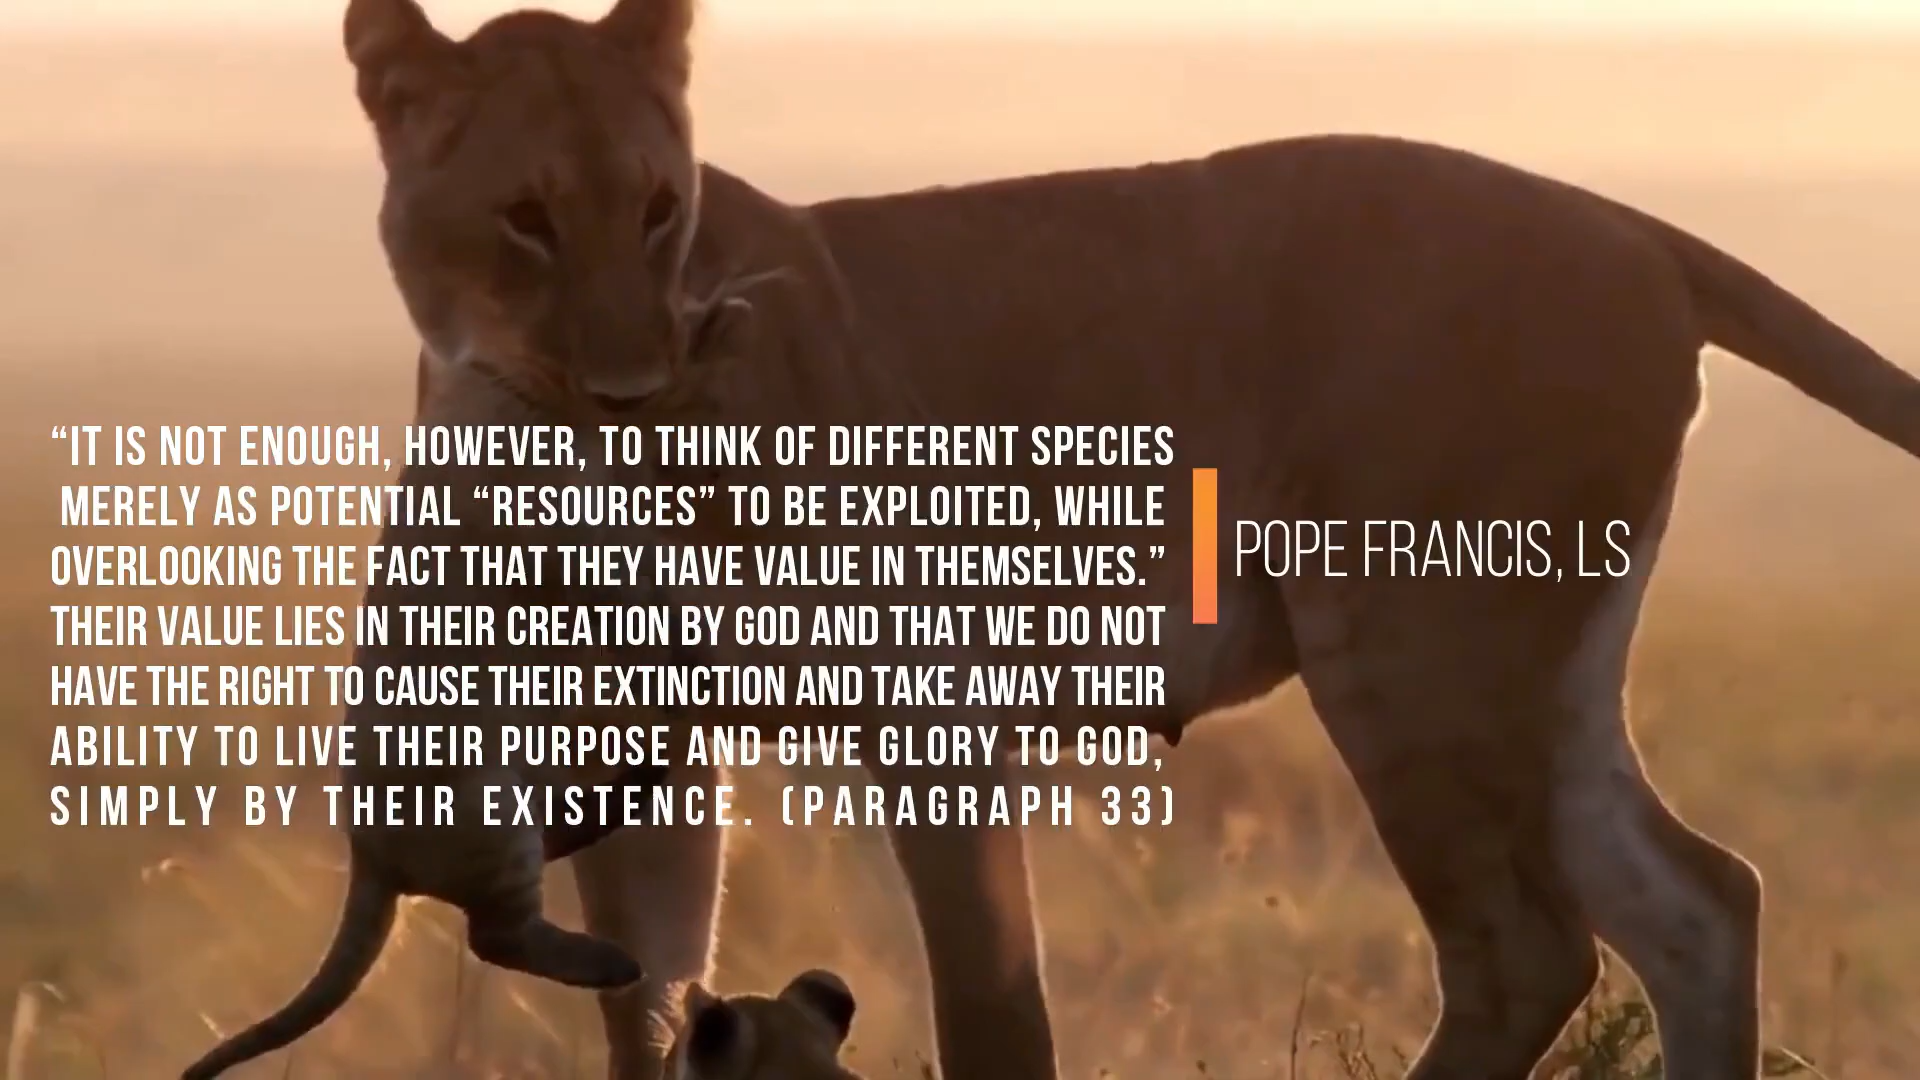 “IT IS NOT ENOUGH, HOWEVER, TO THINK OF DIFFERENT SPECIES
MERELY AS POTENTIAL “RESOURCES” TO BE EXPLOITED, WHILE
OVERLOOKING THE FACT THAT THEY HAVE VALUE IN THEMSELVES.”
THEIR VALUE LIES IN THEIR CREATION BY GOD AND THAT WE DO NOT
HAVE THE RIGHT TO CAUSE THEIR EXTINCTION AND TAKE AWAY THEIR
ABILITY TO LIVE THEIR PURPOSE AND GIVE GLORY TO GOD,
SIMPLY BY THEIR EXISTENCE. (PARAGRAPH 33)
POPE FRANCIS, LS